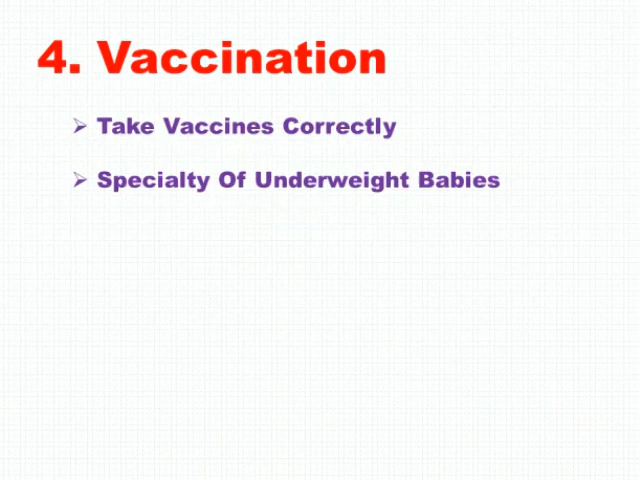 4. Vaccination
➢ Take Vaccines Correctly
➢ Specialty Of Underweight Babies